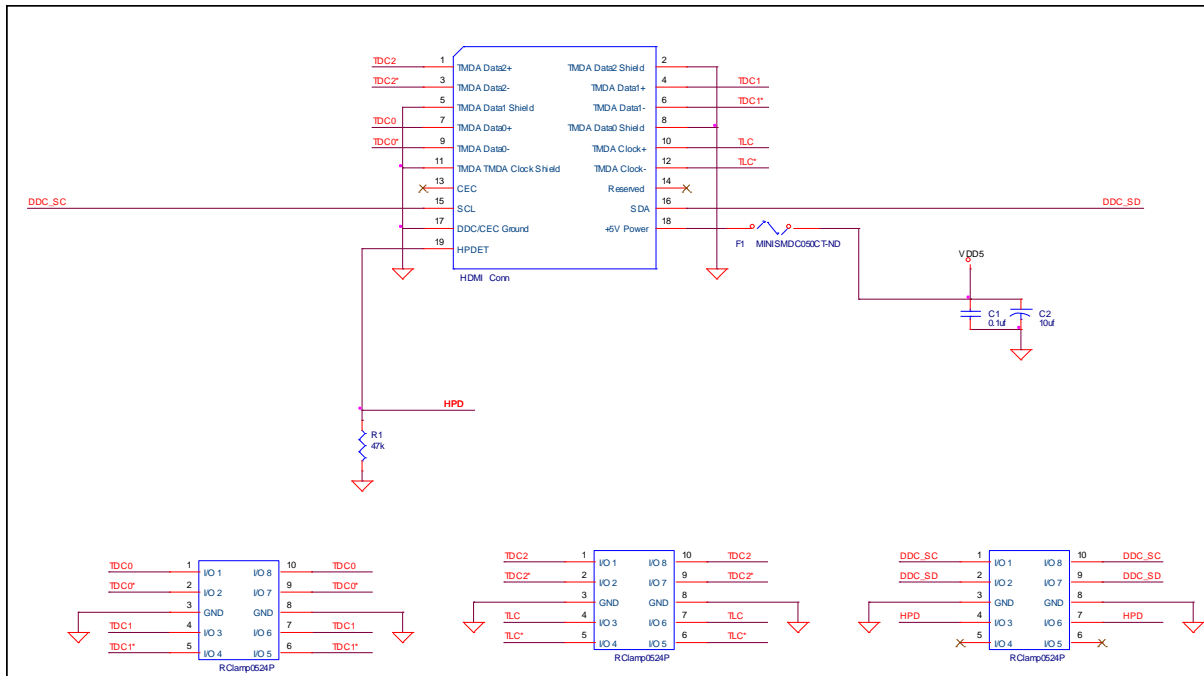 TDC2 1 TMDA Data2+ TMDA Data2 Shield 2
TDC2* 3 TMDA Data2- TMDA Data1+ 4 TDC1
5 TMDA Data1 Shield TMDA Data1- 6 TDC1*
TDC0 7 TMDA Data0+ TMDA Data0 Shield 8
TDC0* 9 TMDA Data0- TMDA Clock+ 10 TLC
11 TMDA TMDA Clock Shield TMDA Clock- 12 TLC*
13 CEC Reserved 14
DDC_SC 15 SCL SDA 16 DDC_SD
17 DDC/CEC Ground +5V Power 18
19 HPDET
F1 MINISMDC050CT-ND
HDMI Conn
VDD5
C1 C2
0.1uf 10uf
HPD
R1
47k
TDC0 1 I/O 1 I/O 8 10 TDC0
TDC0* 2 I/O 2 I/O 7 9 TDC0*
3 GND GND 8
TDC1 4 I/O 3 I/O 6 7 TDC1
TDC1* 5 I/O 4 I/O 5 6 TDC1*
RClamp0524P
TDC2 1 I/O 1 I/O 8 10 TDC2
TDC2* 2 I/O 2 I/O 7 9 TDC2*
3 GND GND 8
TLC 4 I/O 3 I/O 6 7 TLC
TLC* 5 I/O 4 I/O 5 6 TLC*
RClamp0524P
DDC_SC 1 I/O 1 I/O 8 10 DDC_SC
DDC_SD 2 I/O 2 I/O 7 9 DDC_SD
3 GND GND 8
HPD 4 I/O 3 I/O 6 7 HPD
5 I/O 4 I/O 5 6
RClamp0524P